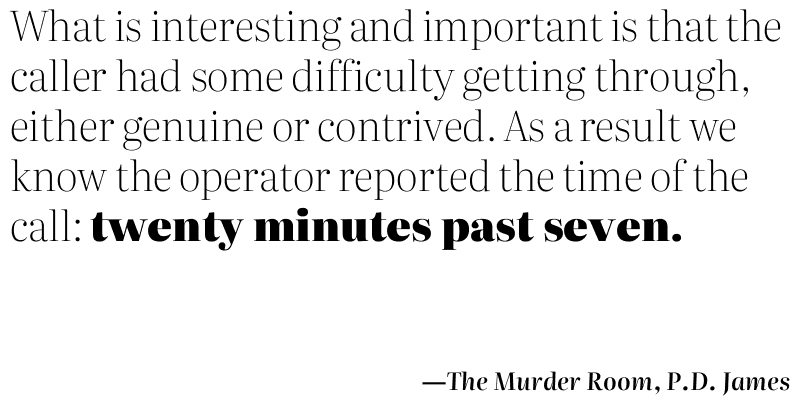 What is interesting and important is that the
caller had some difficulty getting through,
either genuine or contrived. As a result we
know the operator reported the time of the
call: twenty minutes past seven.
—The Murder Room, P.D. James